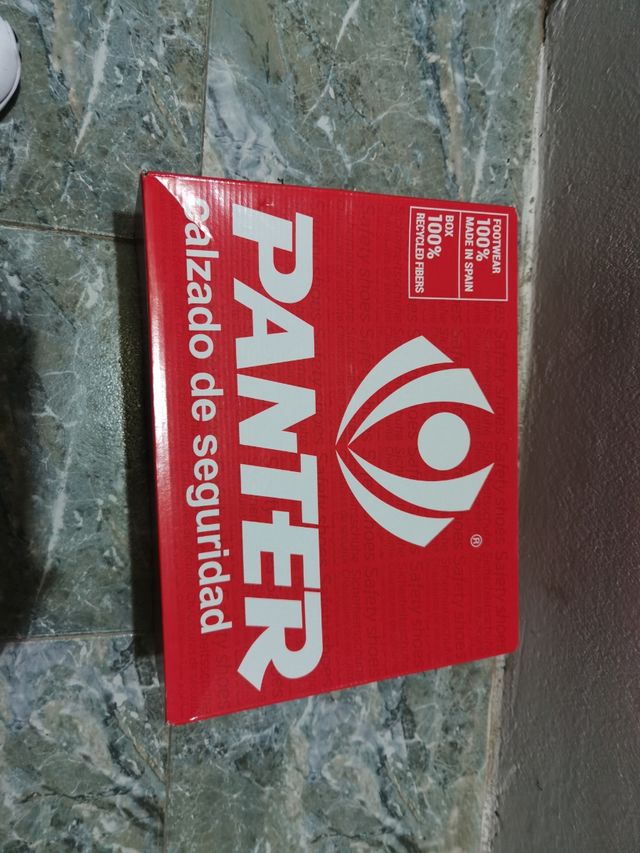 FOOTWEAR
100%
MADE IN SPAIN
BOX
100%
RECYCLED FIBERS
®
PANTER
calzado de seguridad